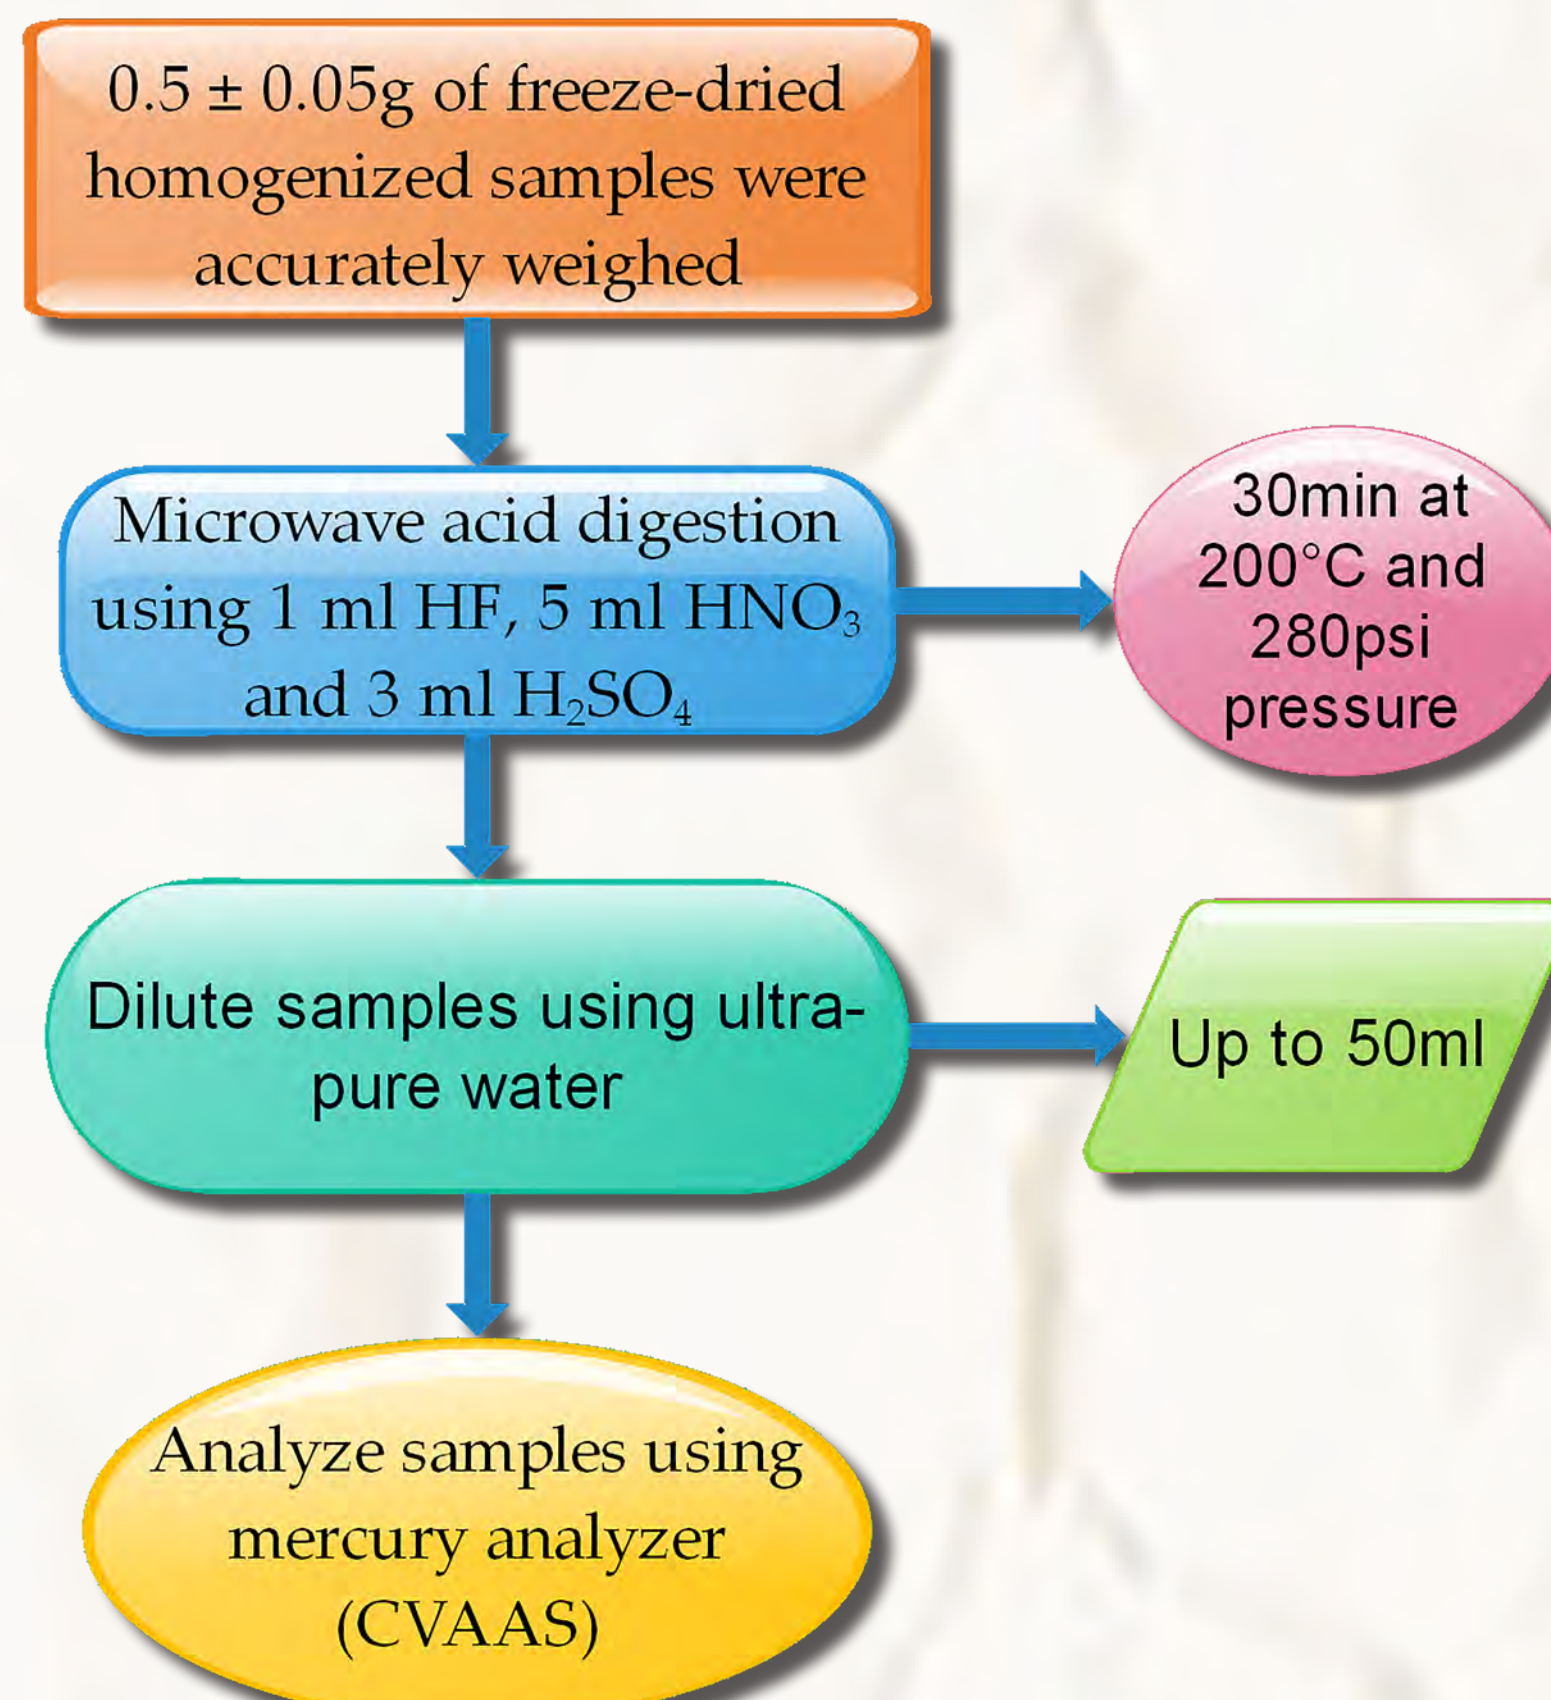 0.5 ± 0.05g of freeze-dried
homogenized samples were
accurately weighed
Microwave acid digestion
using 1 ml HF, 5 ml HNO₃
and 3 ml H₂SO₄
30min at
200°C and
280psi
pressure
Dilute samples using ultra-
pure water
Up to 50ml
Analyze samples using
mercury analyzer
(CVAAS)